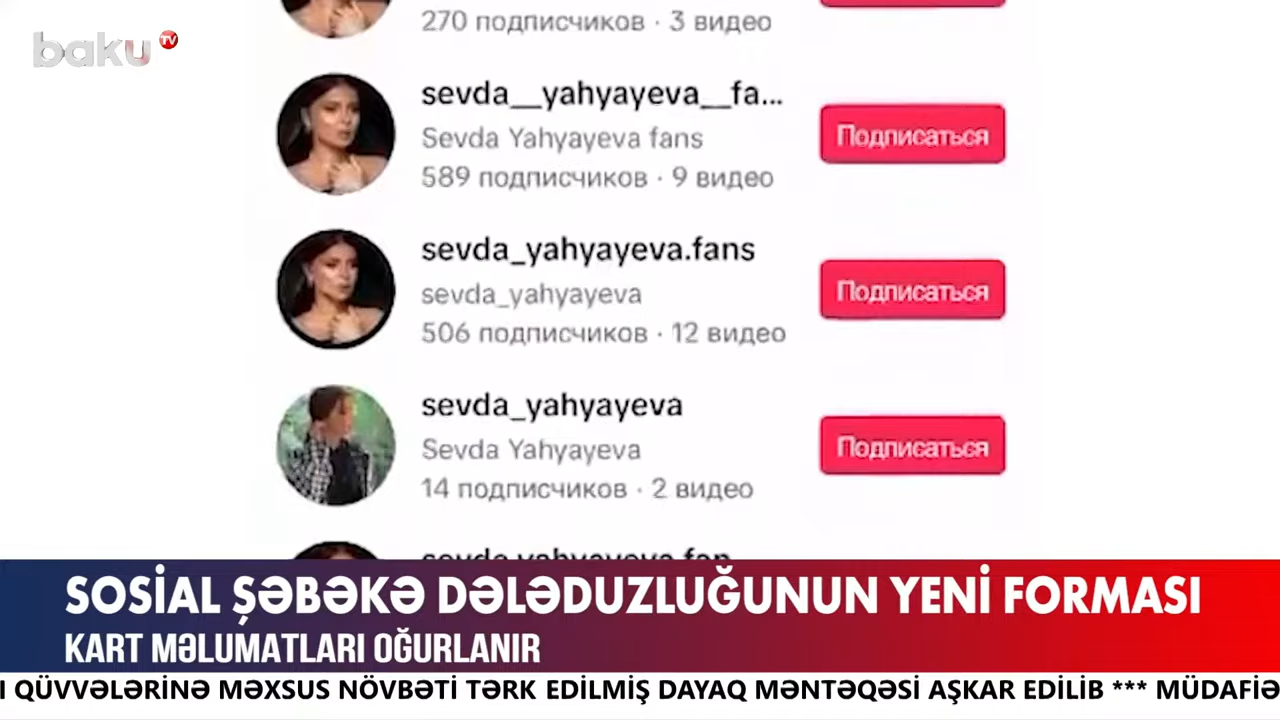 baku TV
270 подписчиков · 3 видео
sevda__yahyayeva__fa...
Sevda Yahyayeva fans
589 подписчиков · 9 видео
Подписаться
sevda_yahyayeva.fans
sevda_yahyayeva
506 подписчиков · 12 видео
Подписаться
sevda_yahyayeva
Sevda Yahyayeva
14 подписчиков · 2 видео
Подписаться
SOSİAL ŞƏBƏKƏ DƏLƏDUZLUĞUNUN YENİ FORMASI
KART MƏLUMATLARI OĞURLANIR
I QÜVVƏLƏRİNƏ MƏXSUS NÖVBƏTİ TƏRK EDİLMİŞ DAYAQ MƏNTƏQƏSİ AŞKAR EDİLİB *** MÜDAFİƏ